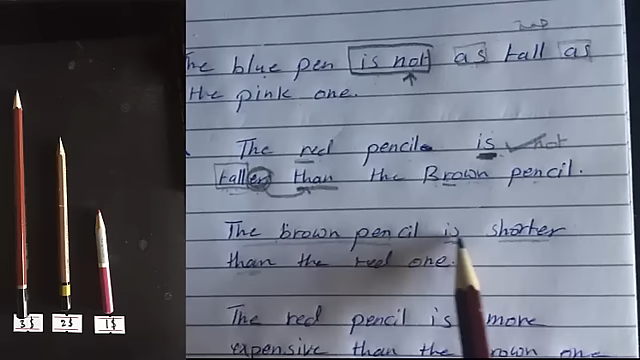 The blue pen is not as tall as
the pink one.
The red pencil is not
taller than the Brown pencil.
The brown pencil is shorter
than the red one.
The red pencil is more
expensive than the brown one
3$ 2$ 1$